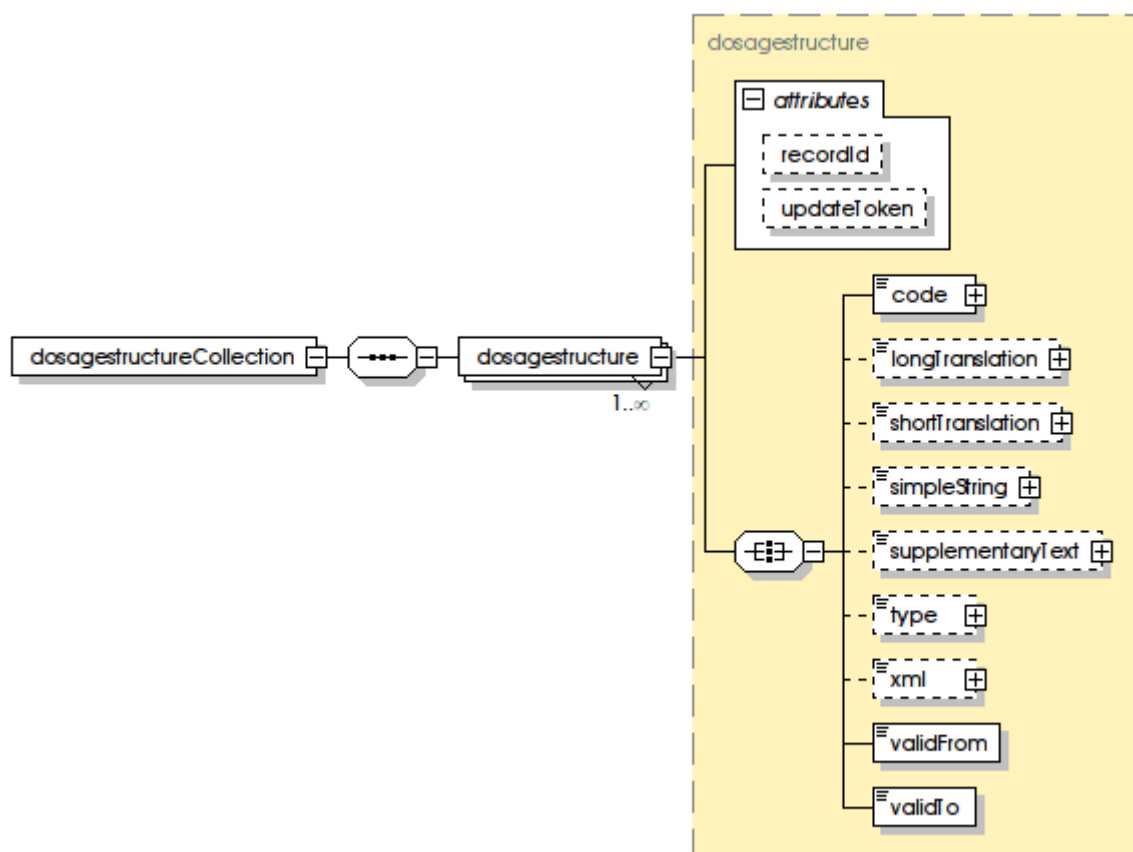 dosagestructure
attributes
recordId
updateToken
code
longTranslation
dosagestructureCollection
dosagestructure
1..∞
shortTranslation
simpleString
supplementaryText
type
xml
validFrom
validTo